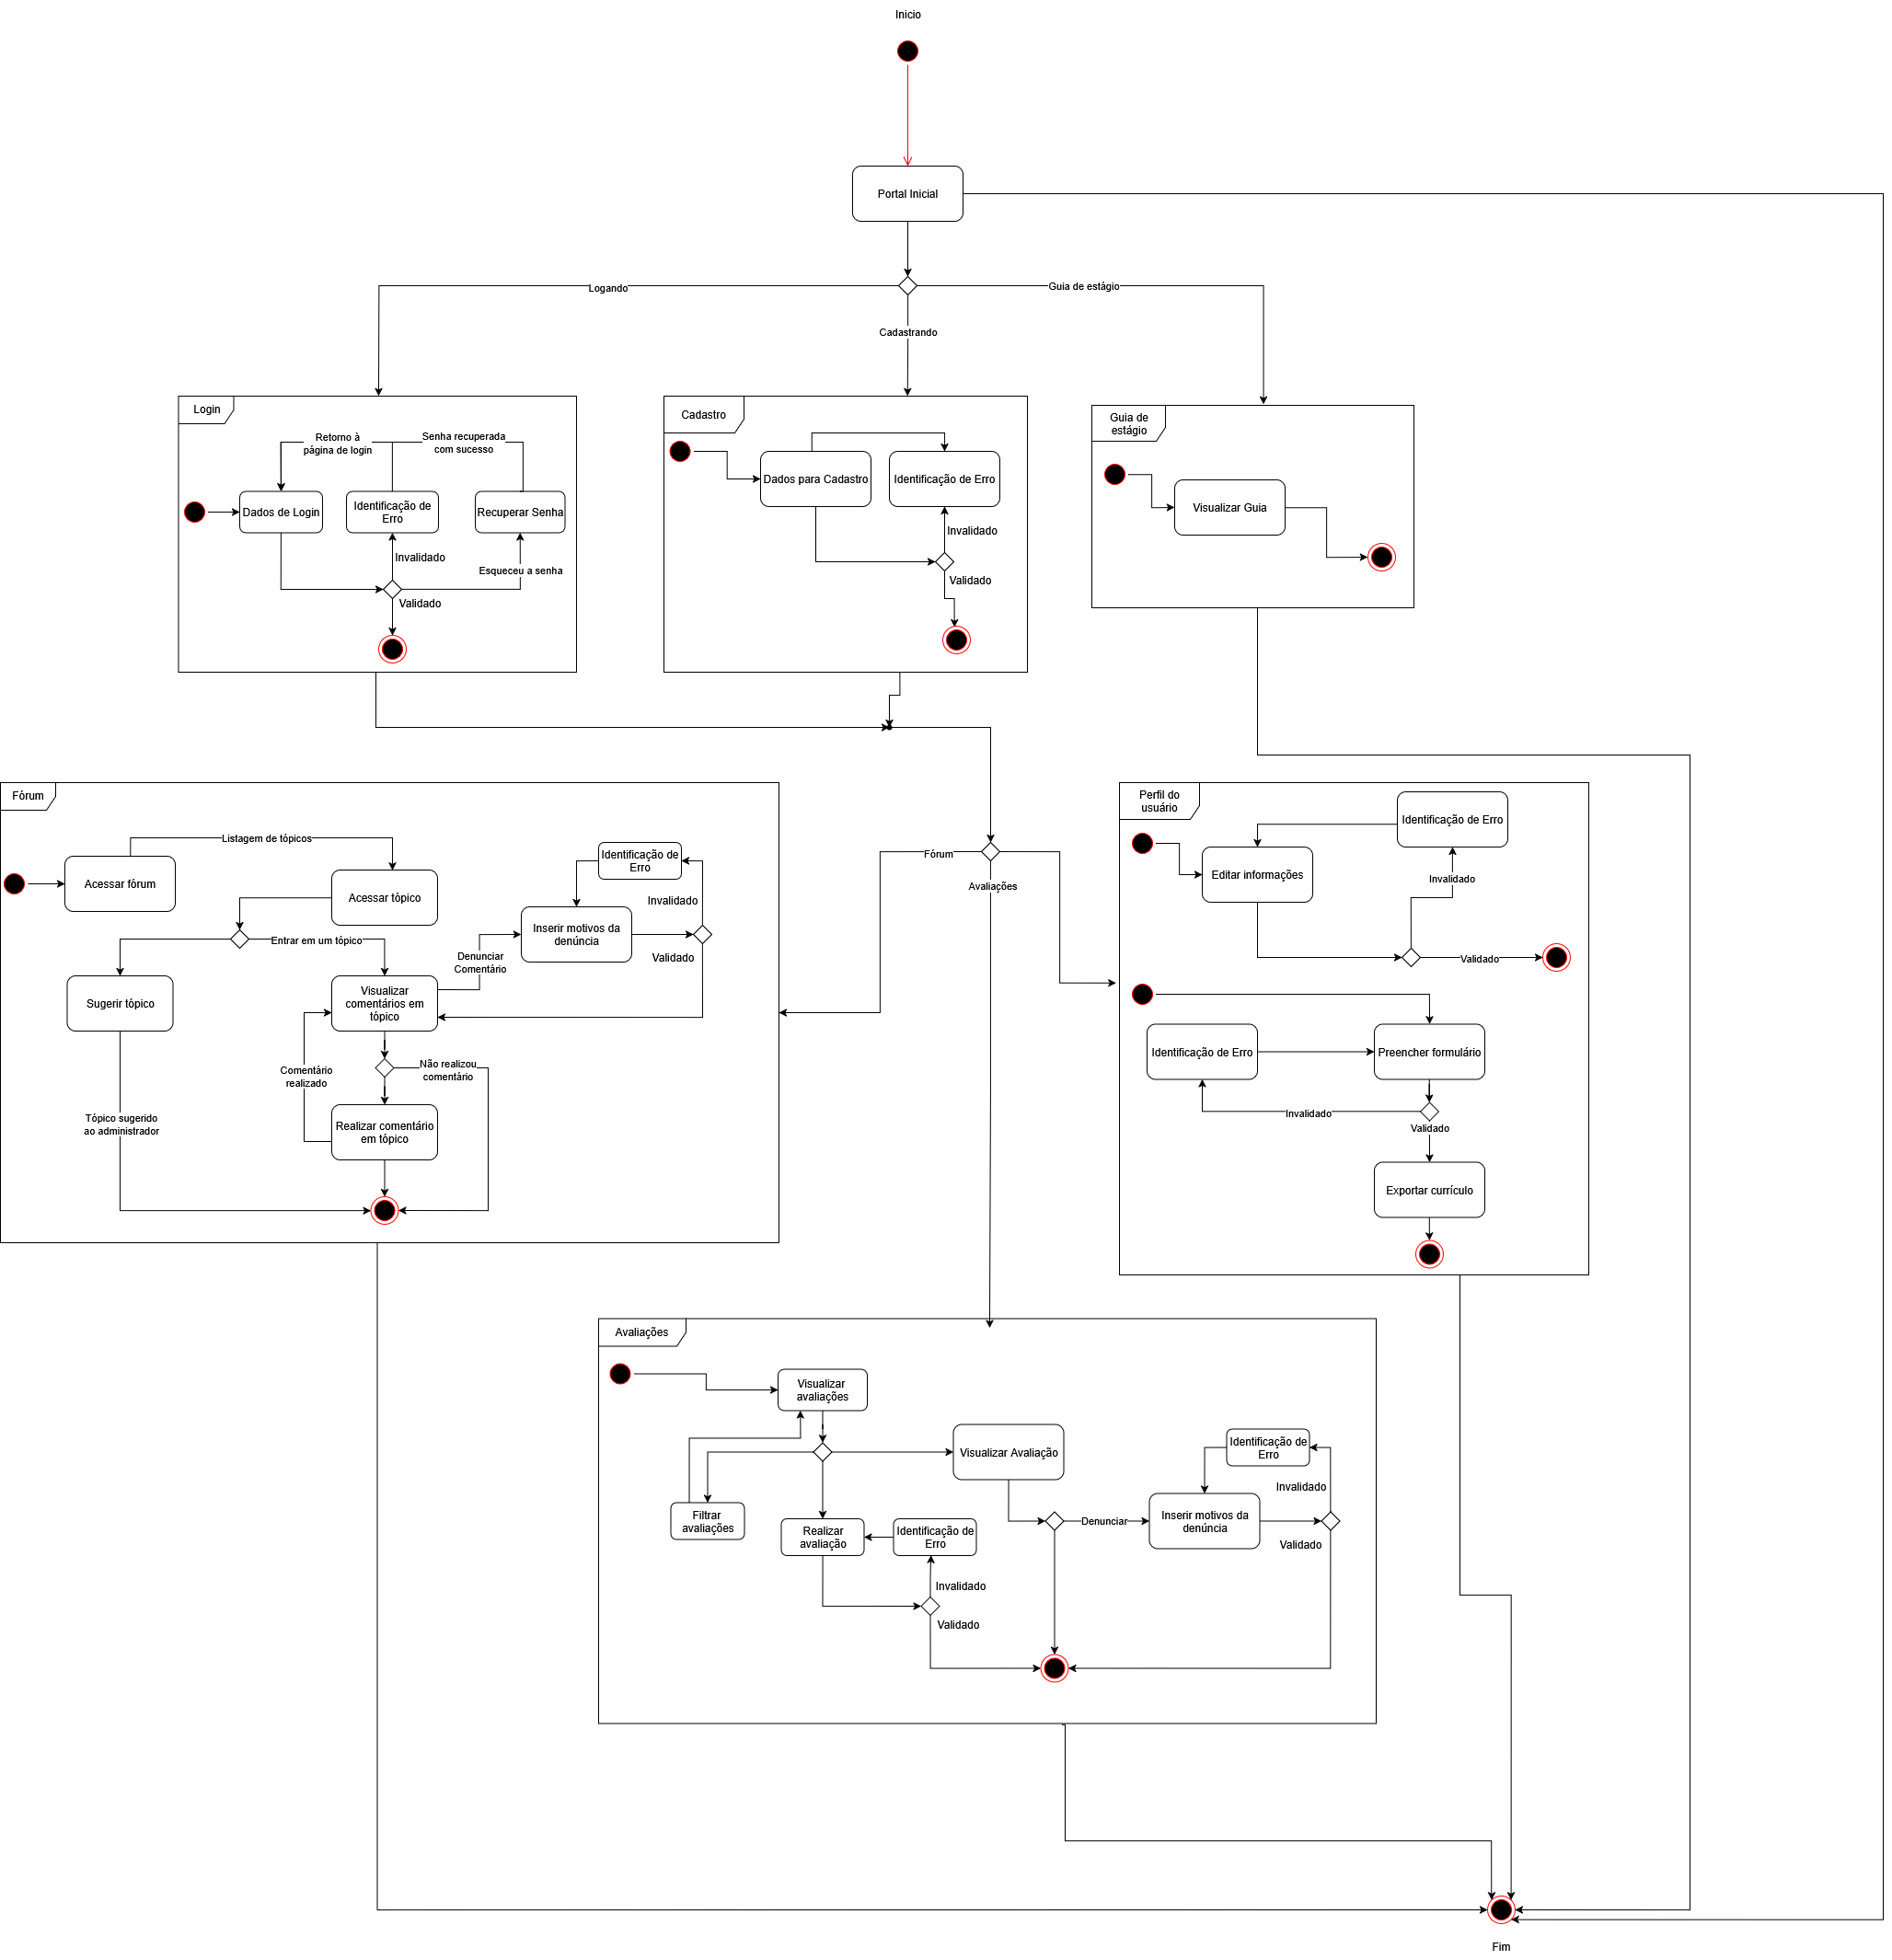 Inicio
Portal Inicial
Logando
Guia de estágio
Cadastrando
Login
Retorno à
página de login
Senha recuperada
com sucesso
Dados de Login
Identificação de
Erro
Recuperar Senha
Invalidado
Esqueceu a senha
Validado
Cadastro
Dados para Cadastro
Identificação de Erro
Invalidado
Validado
Guia de
estágio
Visualizar Guia
Fórum
Listagem de tópicos
Acessar fórum
Acessar tópico
Entrar em um tópico
Sugerir tópico
Visualizar
comentários em
tópico
Denunciar
Comentário
Inserir motivos da
denúncia
Identificação de
Erro
Invalidado
Validado
Comentário
realizado
Não realizou
comentário
Realizar comentário
em tópico
Tópico sugerido
ao administrador
Fórum
Avaliações
Perfil do
usuário
Identificação de Erro
Editar informações
Invalidado
Validado
Identificação de Erro
Preencher formulário
Invalidado
Validado
Exportar currículo
Avaliações
Visualizar
avaliações
Visualizar Avaliação
Filtrar
avaliações
Realizar
avaliação
Identificação de
Erro
Invalidado
Validado
Denunciar
Inserir motivos da
denúncia
Identificação de
Erro
Invalidado
Validado
Fim